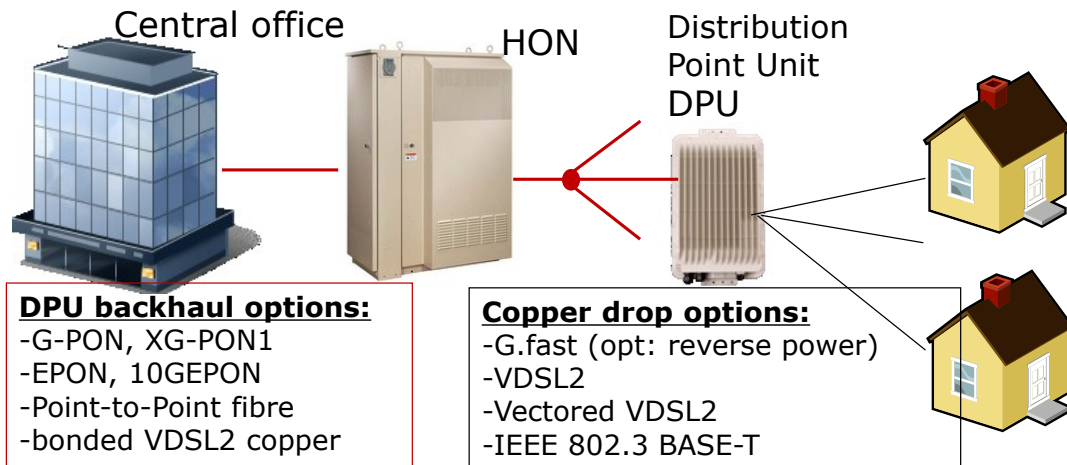 Central office
HON
Distribution
Point Unit
DPU
DPU backhaul options:
-G-PON, XG-PON1
-EPON, 10GEPON
-Point-to-Point fibre
-bonded VDSL2 copper
Copper drop options:
-G.fast (opt: reverse power)
-VDSL2
-Vectored VDSL2
-IEEE 802.3 BASE-T